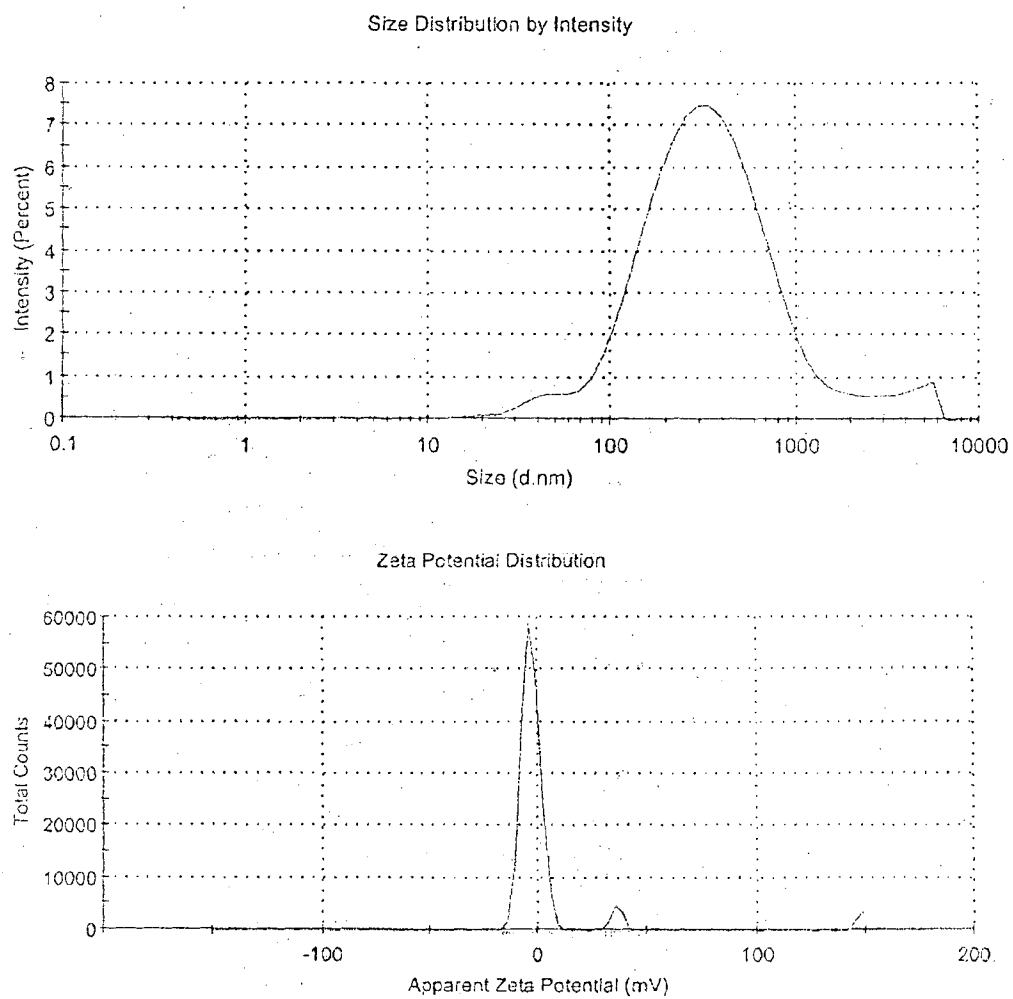 Size Distribution by Intensity
8
7
6
5
4
3
2
1
0
Intensity (Percent)
0.1 1 10 100 1000 10000
Size (d.nm)
Zeta Potential Distribution
60000
50000
40000
30000
20000
10000
0
Total Counts
-100 0 100 200
Apparent Zeta Potential (mV)